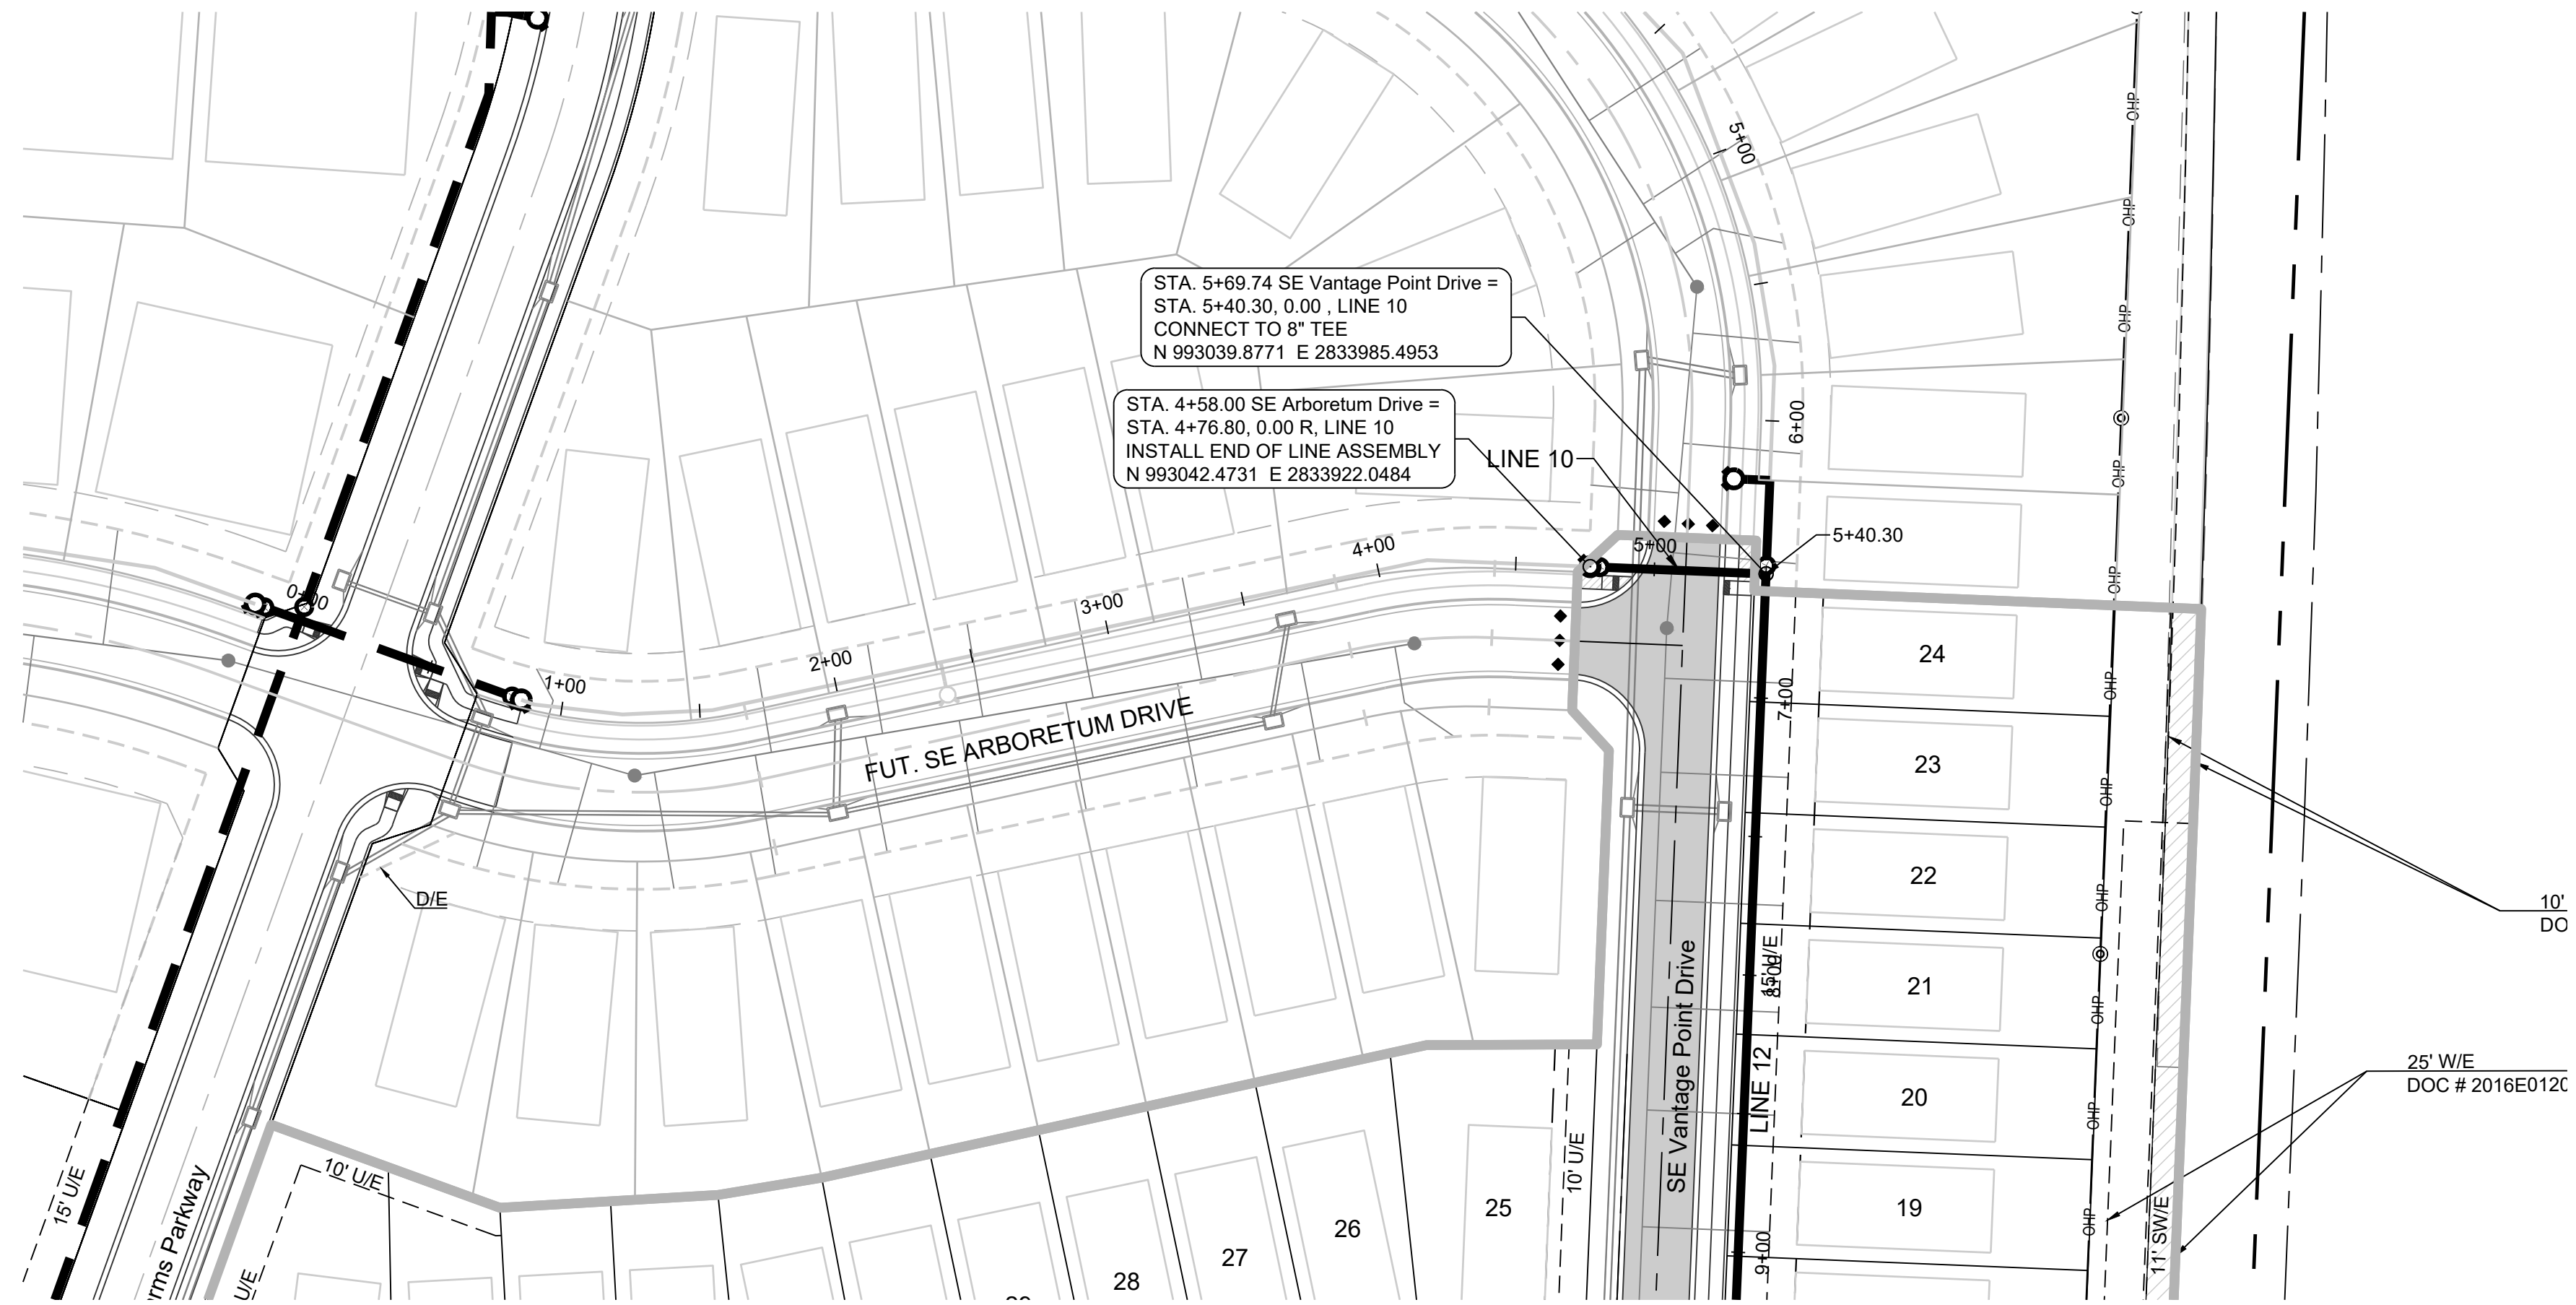 STA. 5+69.74 SE Vantage Point Drive =
STA. 5+40.30, 0.00 , LINE 10
CONNECT TO 8" TEE
N 993039.8771  E 2833985.4953
STA. 4+58.00 SE Arboretum Drive =
STA. 4+76.80, 0.00 R, LINE 10
INSTALL END OF LINE ASSEMBLY
N 993042.4731  E 2833922.0484
LINE 10
5+40.30
0+00
1+00
2+00
3+00
4+00
5+00
5+00
6+00
7+00
8+00
9+00
FUT. SE ARBORETUM DRIVE
SE Vantage Point Drive
LINE 12
15' U/E
10' U/E
D/E
10' U/E
15' U/E
U/E
rms Parkway
24
23
22
21
20
19
25
26
27
28
OHP
OHP
OHP
OHP
OHP
OHP
OHP
OHP
OHP
OHP
OHP
OHP
10'
DO
25' W/E
DOC # 2016E0120
11' SW/E